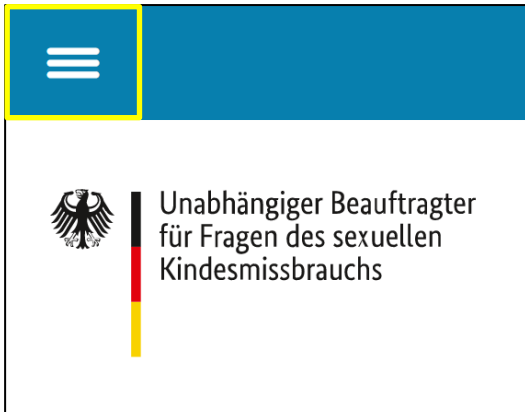 Unabhängiger Beauftragter
für Fragen des sexuellen
Kindesmissbrauchs